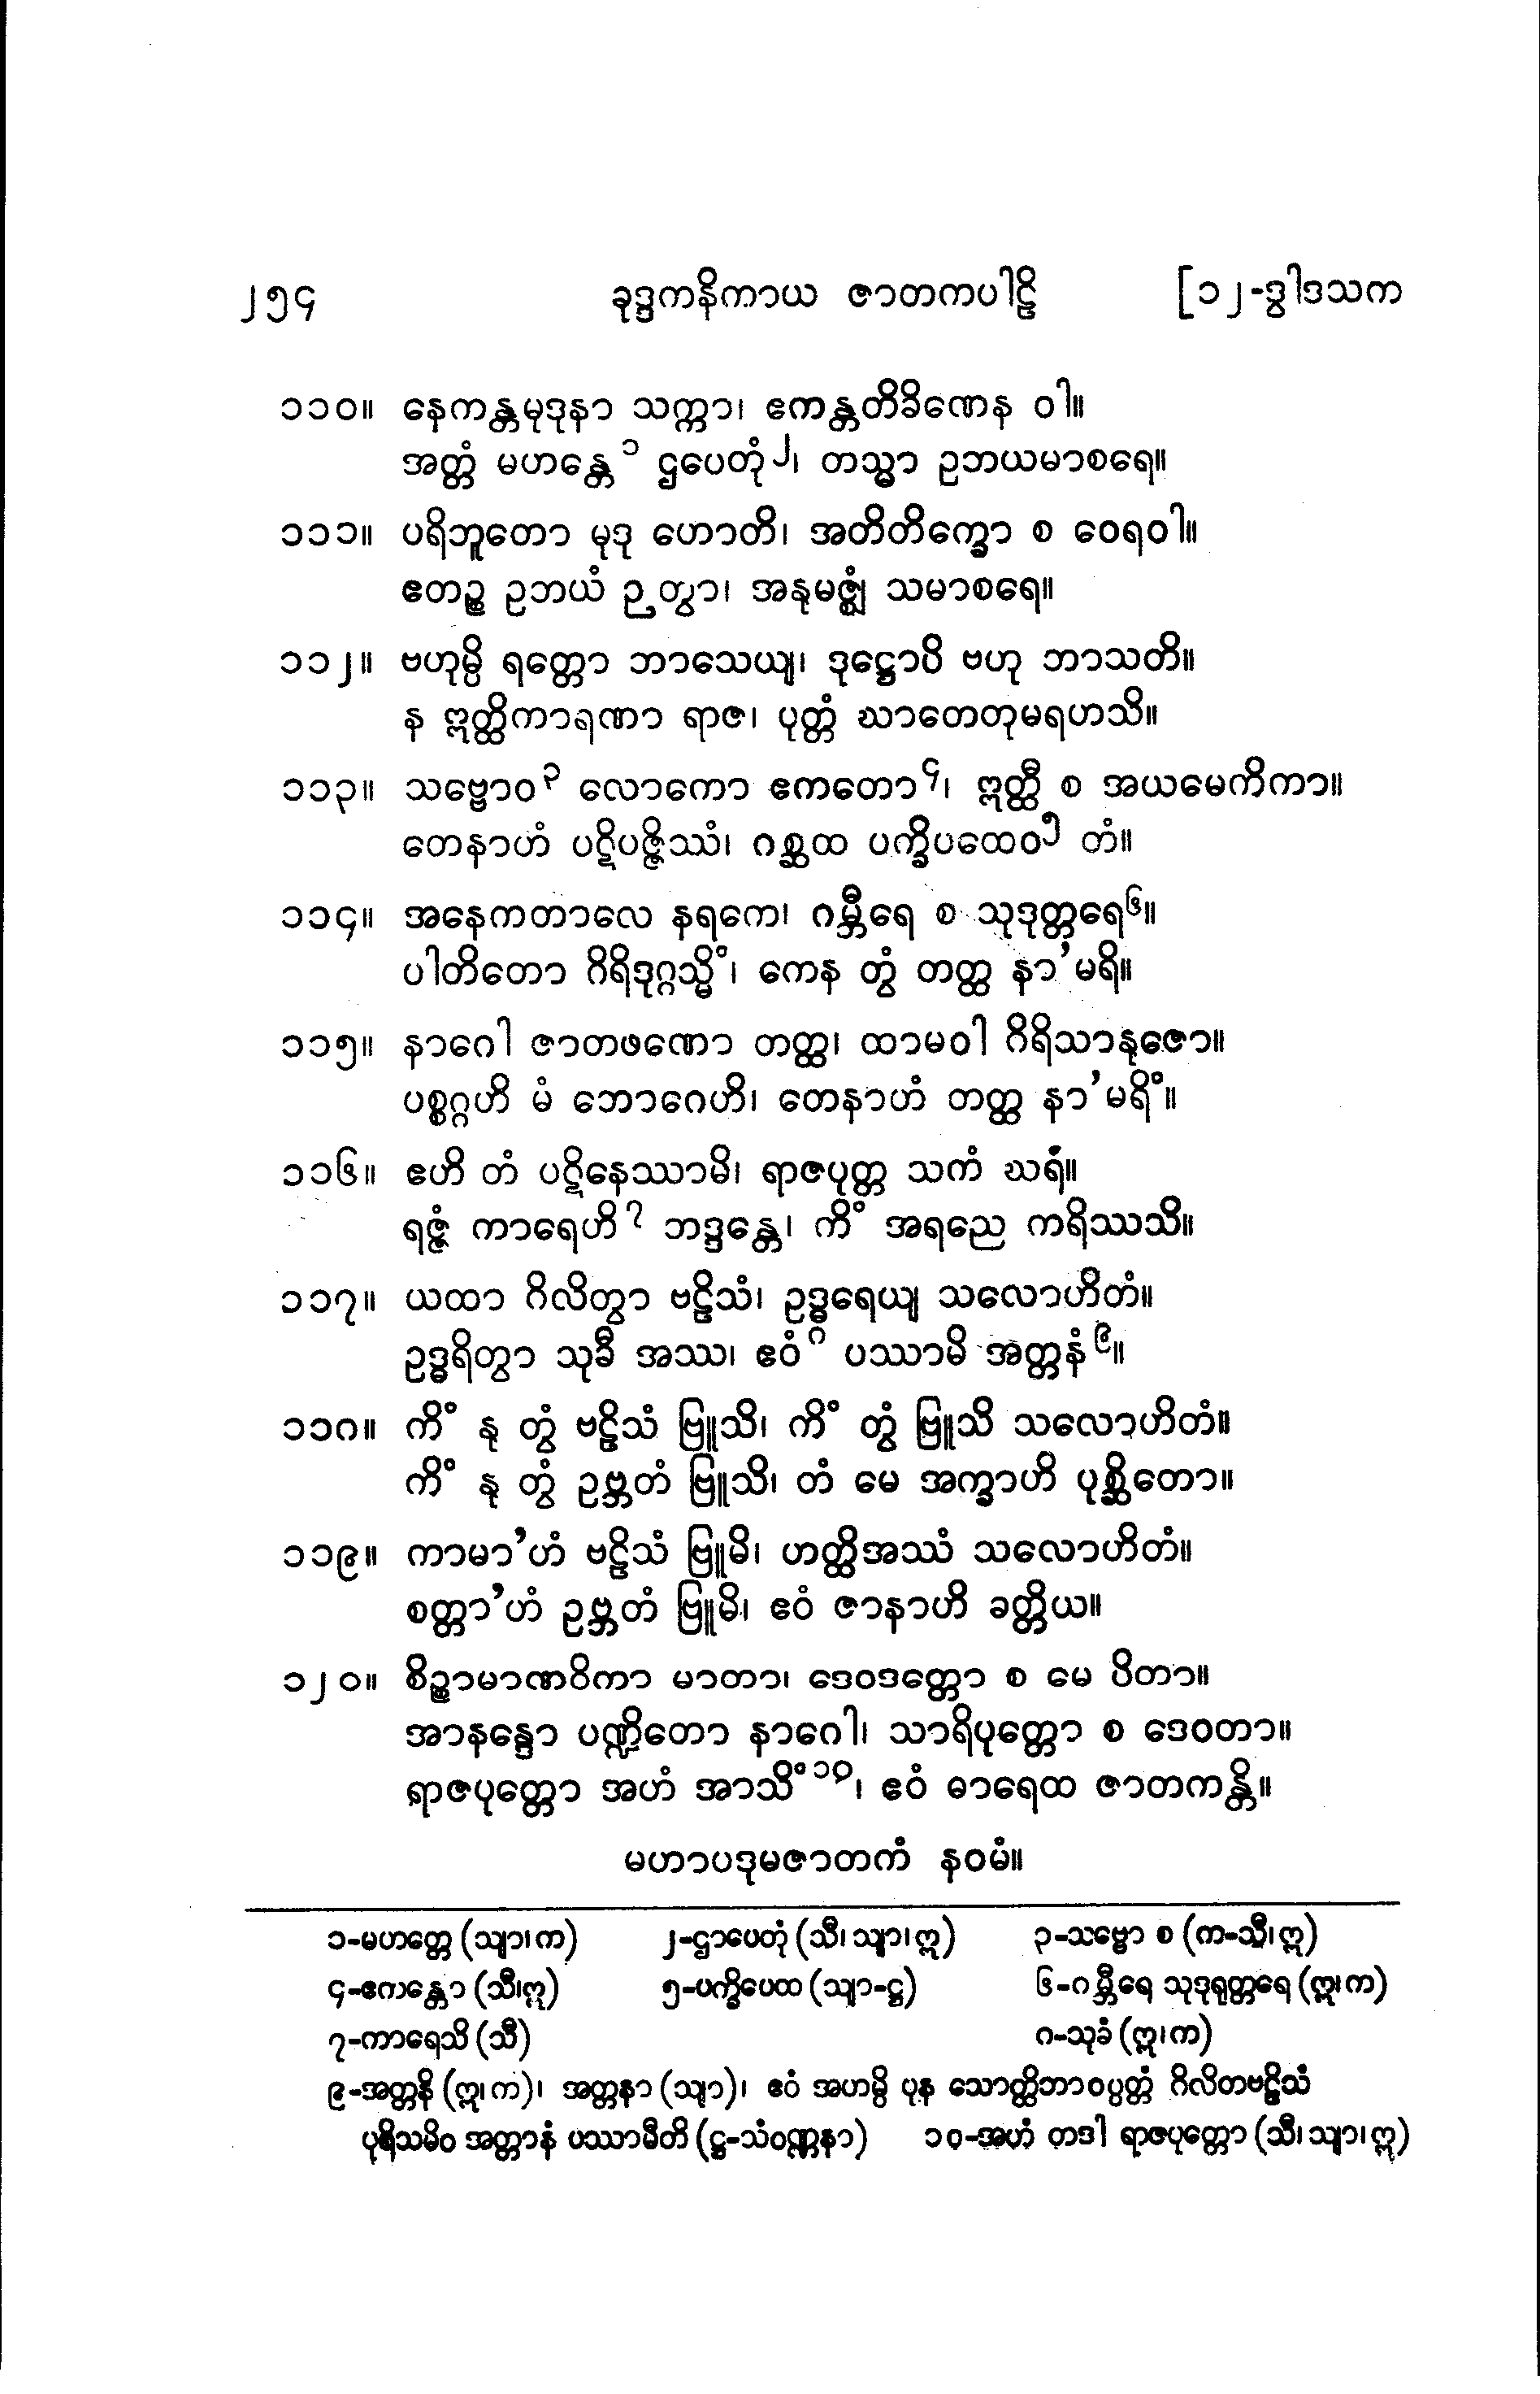 ၂၅၄ ခုဒ္ဒကနိကာယ ဇာတကပါဠိ [၁၂-ဒွါဒသက
၁၁၀။ နေကန္တမုဒုနာ သက္ကာ၊ ဧကန္တတိခိဏေန ဝါ။
အတ္တံ မဟန္တေ၁ ဌပေတုံ၂၊ တသ္မာ ဥဘယမာစရေ။
၁၁၁။ ပရိဘူတော မုဒု ဟောတိ၊ အတိတိက္ခော စ ဝေရဝါ။
ဧတဉ္စ ဥဘယံ ဉတွာ၊ အနုမဇ္ဈံ သမာစရေ။
၁၁၂။ ဗဟုမ္ပိ ရတ္တော ဘာသေယျ၊ ဒုဋ္ဌောပိ ဗဟု ဘာသတိ။
န ဣတ္ထိကာရဏာ ရာဇ၊ ပုတ္တံ ဃာတေတုမရဟသိ။
၁၁၃။ သဗ္ဗောဝ၃ လောကော ဧကတော၄၊ ဣတ္ထီ စ အယမေကိကာ။
တေနာဟံ ပဋိပဇ္ဇိဿံ၊ ဂစ္ဆထ ပက္ခိပထေဝ၅ တံ။
၁၁၄။ အနေကတာလေ နရကေ၊ ဂမ္ဘီရေ စ သုဒုတ္တရေ၆။
ပါတိတော ဂိရိဒုဂ္ဂသ္မိံ၊ ကေန တွံ တတ္ထ နာ’မရိ။
၁၁၅။ နာဂေါ ဇာတဖဏော တတ္ထ၊ ထာမဝါ ဂိရိသာနုဇော။
ပစ္စဂ္ဂဟိ မံ ဘောဂေဟိ၊ တေနာဟံ တတ္ထ နာ’မရိံ။
၁၁၆။ ဧဟိ တံ ပဋိနေဿာမိ၊ ရာဇပုတ္တ သကံ ဃရံ။
ရဇ္ဇံ ကာရေဟိ၇ ဘဒ္ဒန္တေ၊ ကိံ အရညေ ကရိဿသိ။
၁၁၇။ ယထာ ဂိလိတွာ ဗဠိသံ၊ ဥဒ္ဓရေယျ သလောဟိတံ။
ဥဒ္ဓရိတွာ သုခီ အဿ၊ ဧဝံ၈ ပဿာမိ အတ္တနံ၉။
၁၁၈။ ကိံ နု တွံ ဗဠိသံ ဗြူသိ၊ ကိံ တွံ ဗြူသိ သလောဟိတံ။
ကိံ နု တွံ ဥဗ္ဘတံ ဗြူသိ၊ တံ မေ အက္ခာဟိ ပုစ္ဆိတော။
၁၁၉။ ကာမာ’ဟံ ဗဠိသံ ဗြူမိ၊ ဟတ္ထိအဿံ သလောဟိတံ။
စတ္တာ’ဟံ ဥဗ္ဘတံ ဗြူမိ၊ ဧဝံ ဇာနာဟိ ခတ္တိယ။
၁၂၀။ စိဉ္စာမာဏဝိကာ မာတာ၊ ဒေဝဒတ္တော စ မေ ပိတာ။
အာနန္ဒော ပဏ္ဍိတော နာဂေါ၊ သာရိပုတ္တော စ ဒေဝတာ။
ရာဇပုတ္တော အဟံ အာသိံ၁၀၊ ဧဝံ ဓာရေထ ဇာတကန္တိ။
မဟာပဒုမဇာတကံ နဝမံ။
၁-မဟတ္တေ (သျာ၊ က) ၂-ဌာပေတုံ (သီ၊ သျာ၊ ဣ) ၃-သဗ္ဗော စ (က-သီ၊ ဣ)
၄-ဧကန္တော (သီ၊ ဣ) ၅-ပက္ခိပေထ (သျာ-ဋ္ဌ) ၆-ဂမ္ဘီရေ သုဒုရုတ္တရေ (ဣ၊ က)
၇-ကာရေသိ (သီ) ၈-သုခံ (ဣ၊ က)
၉-အတ္တနိ (ဣ၊ က)၊ အတ္တနာ (သျာ)၊ ဧဝံ အဟမ္ပိ ပုန သောတ္ထိဘာဝပ္ပတ္တံ ဂိလိတဗဠိသံ
ပုရိသမိဝ အတ္တာနံ ပဿာမီတိ (ဋ္ဌ-သံဝဏ္ဏနာ) ၁၀-အဟံ တဒါ ရာဇပုတ္တော (သီ၊ သျာ၊ ဣ)